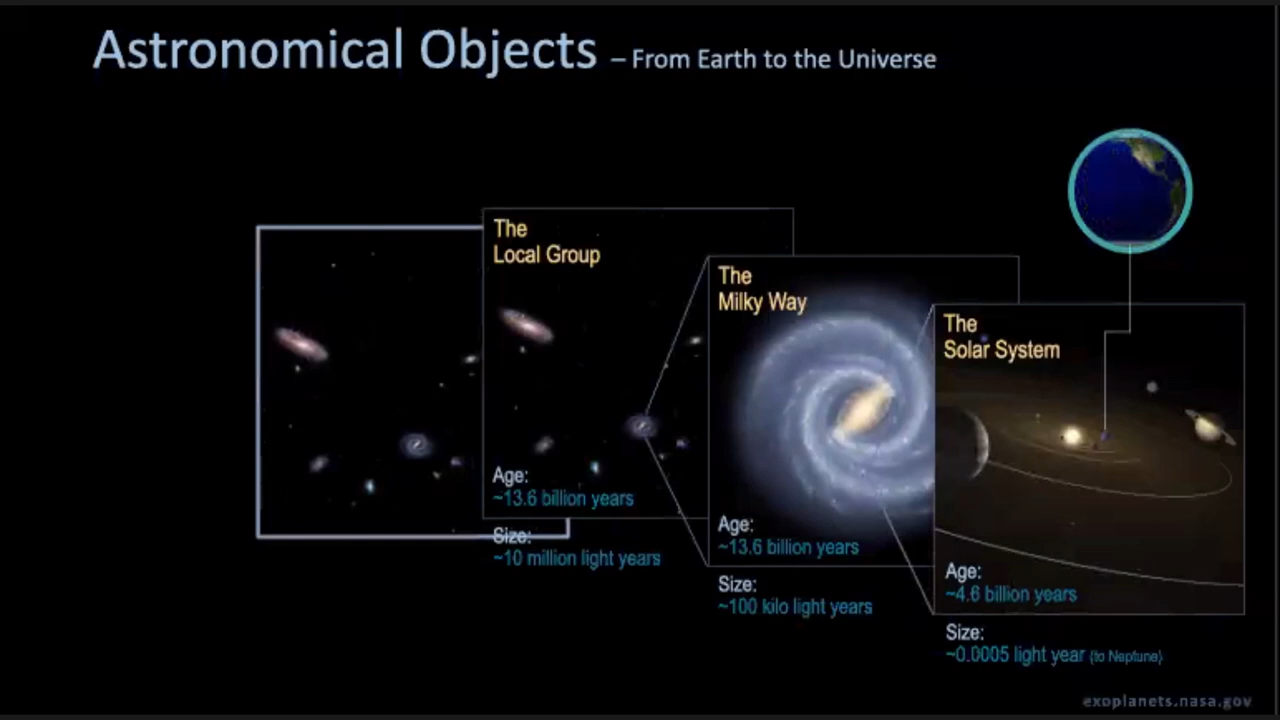 Astronomical Objects – From Earth to the Universe
The
Local Group
Age:
~13.6 billion years
Size:
~10 million light years
The
Milky Way
Age:
~13.6 billion years
Size:
~100 kilo light years
The
Solar System
Age:
~4.6 billion years
Size:
~0.0005 light year (to Neptune)
exoplanets.nasa.gov